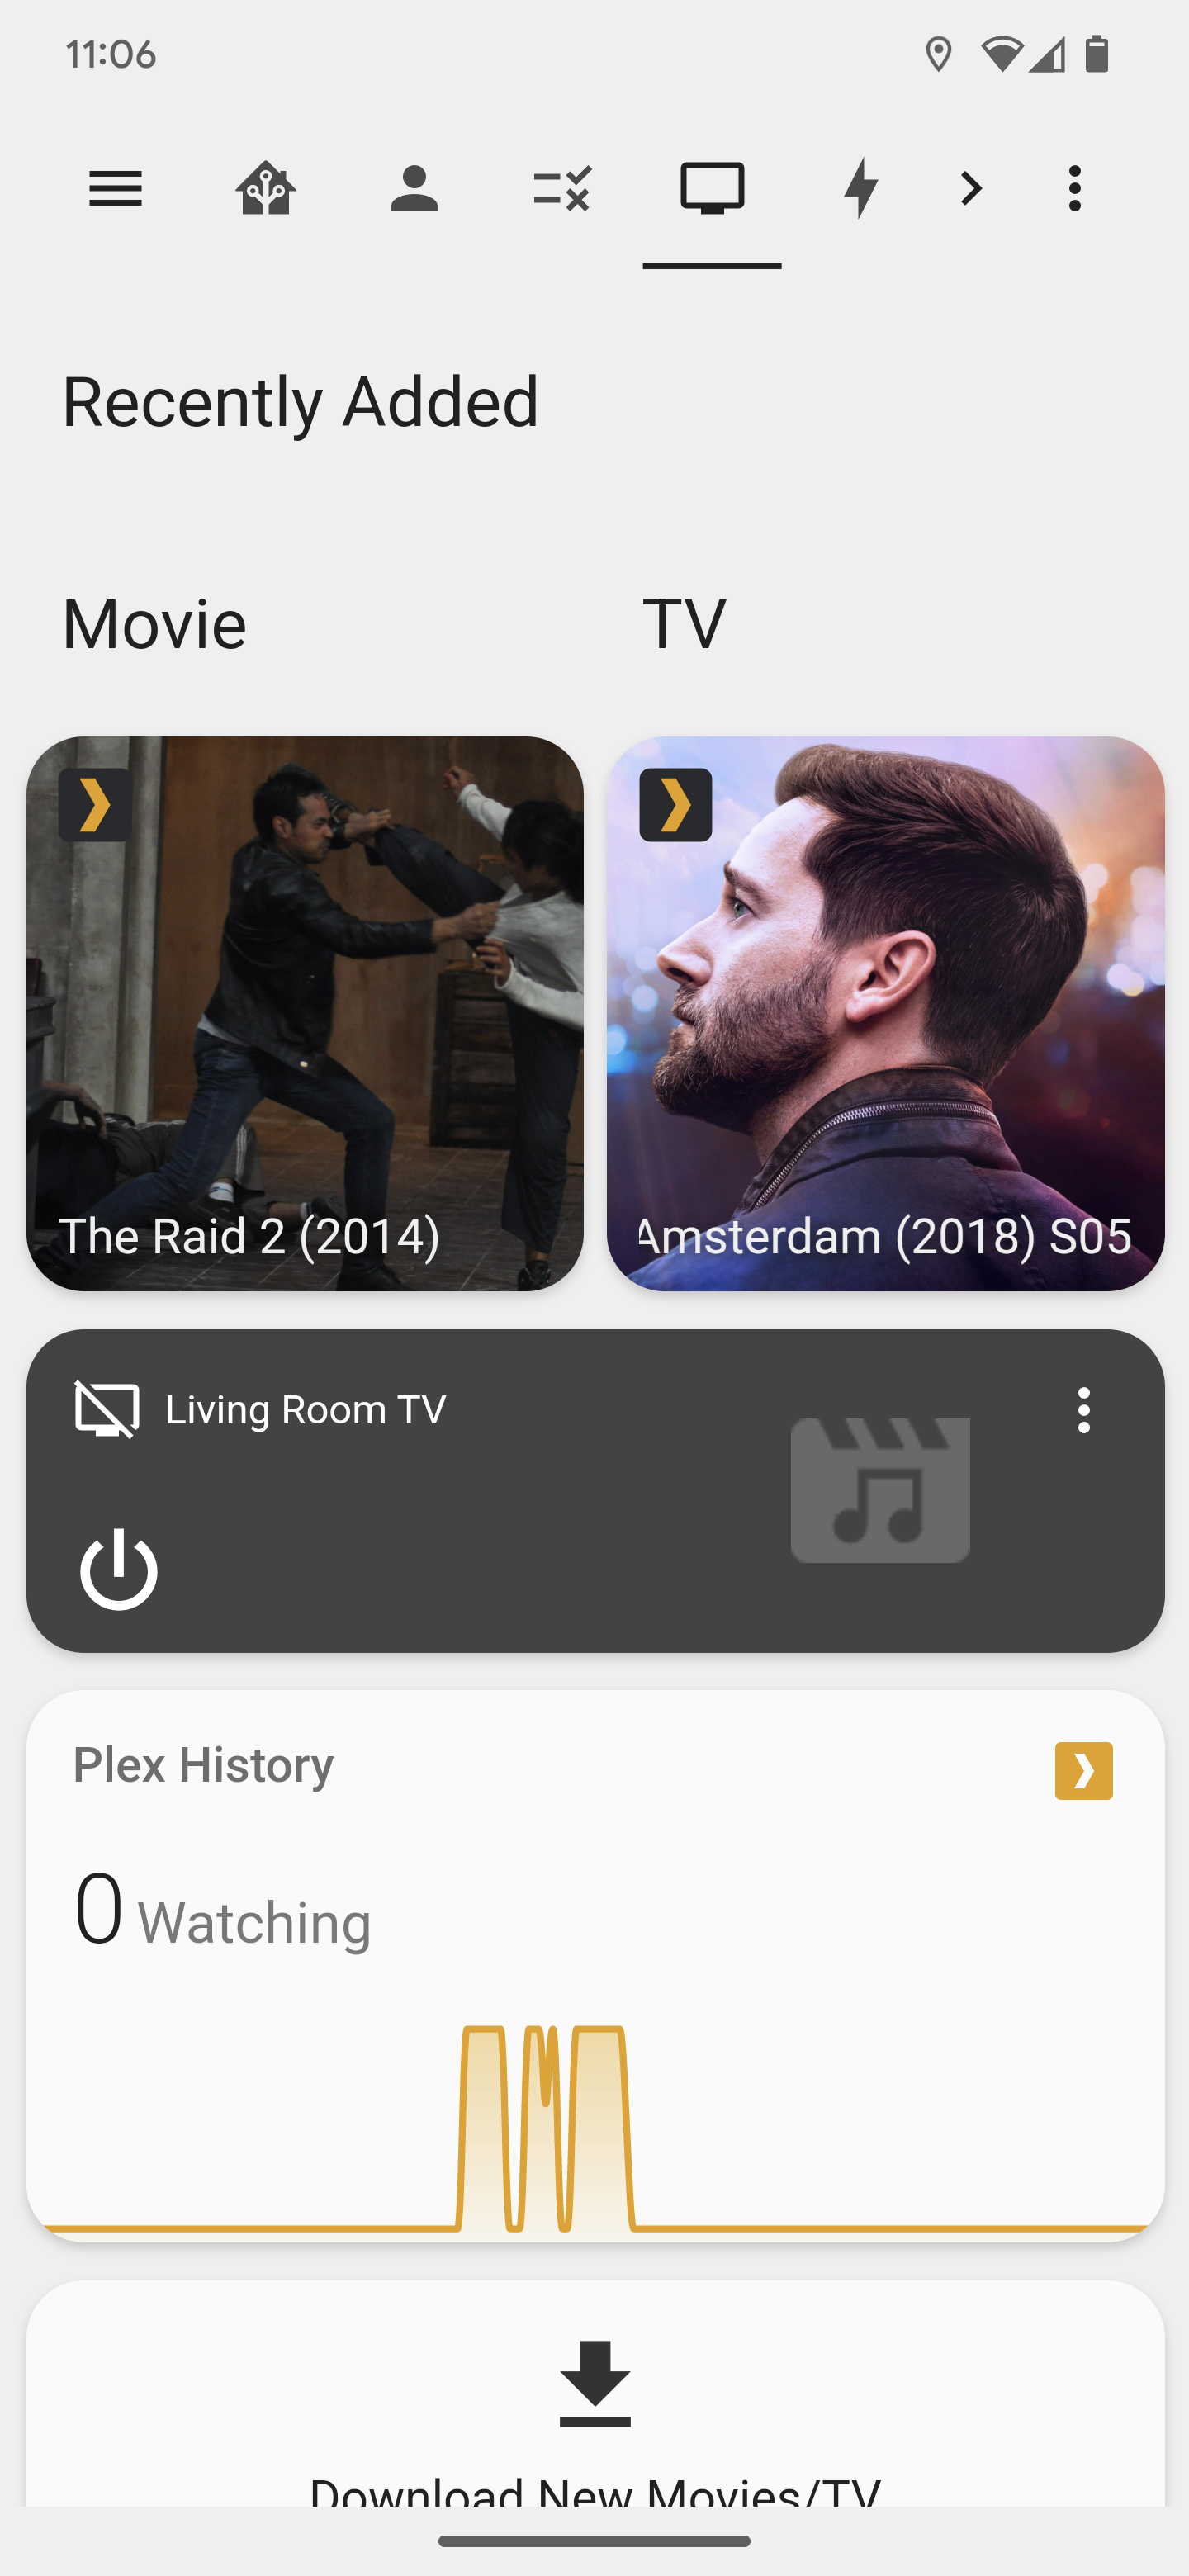 11:06
Recently Added
Movie
TV
The Raid 2 (2014)
Amsterdam (2018) S05
Living Room TV
Plex History
0 Watching
Download New Movies/TV